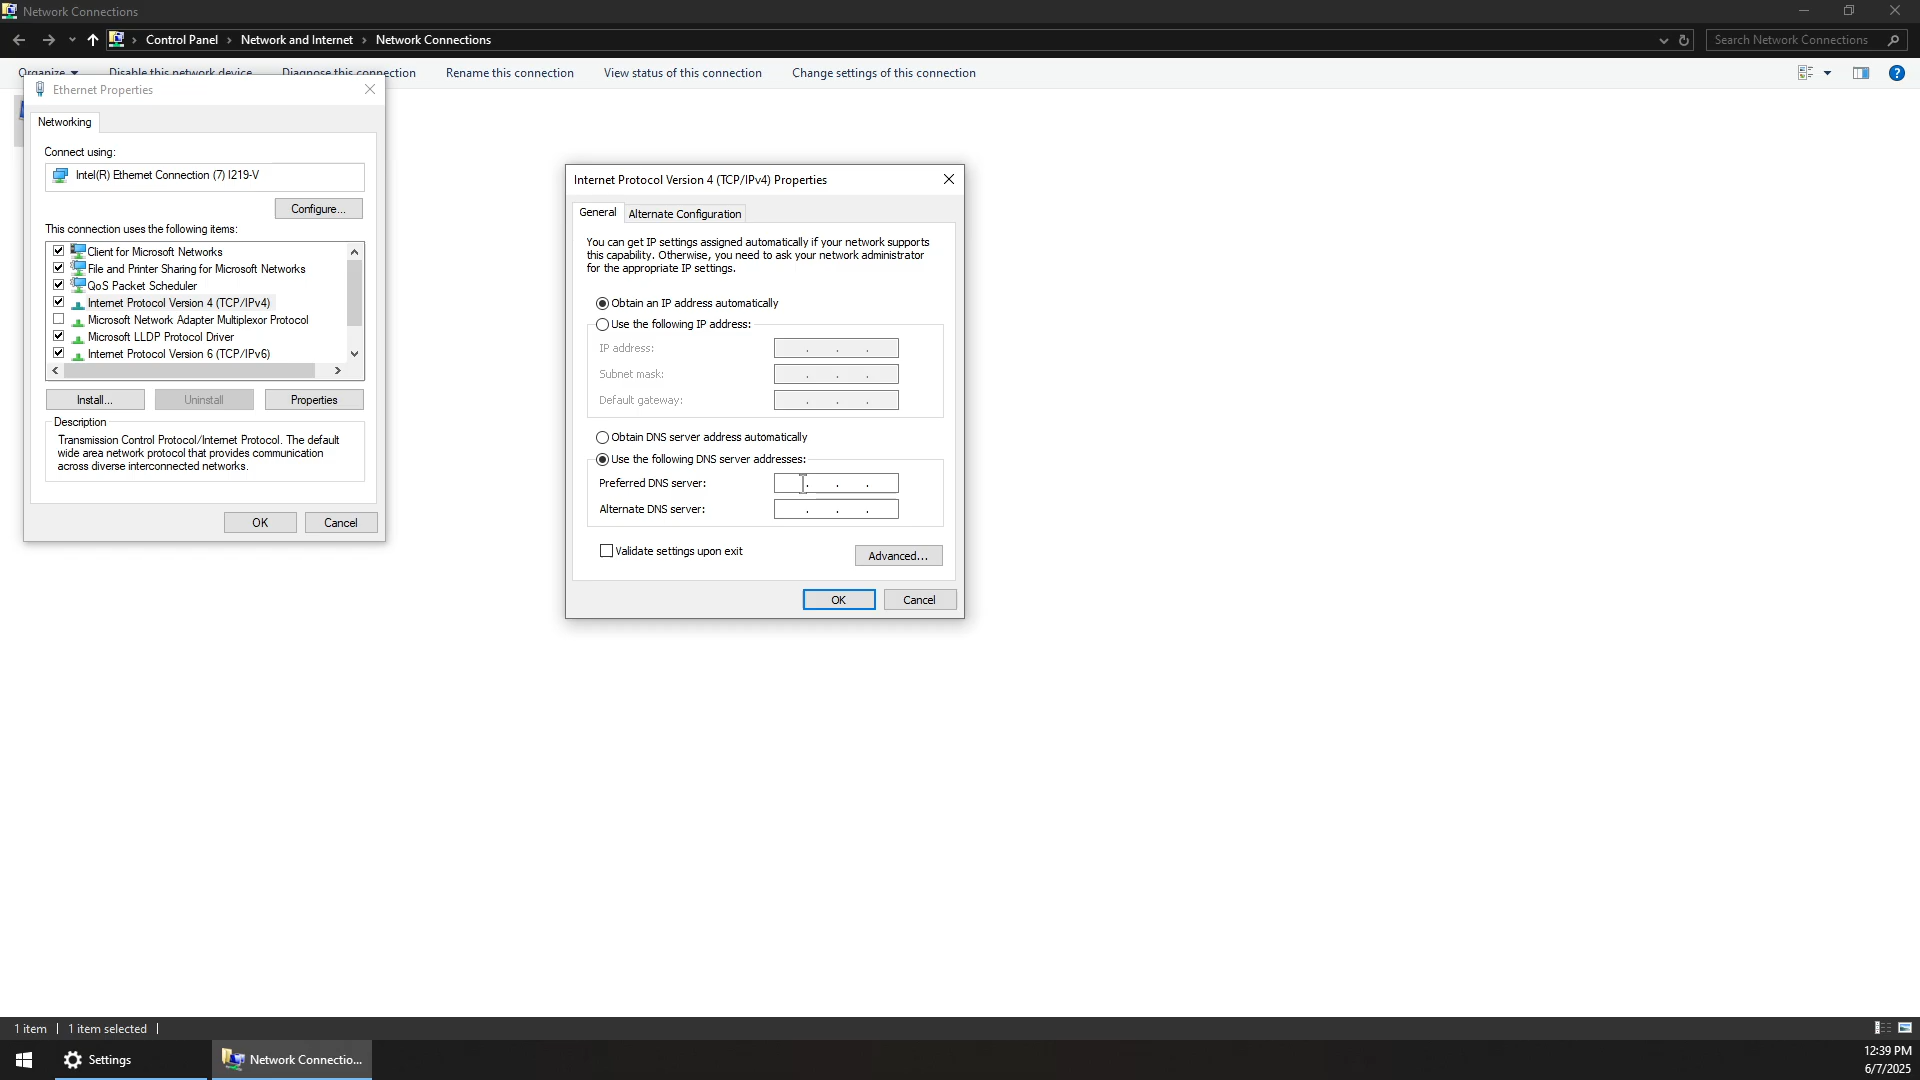 Network Connections
Control Panel > Network and Internet > Network Connections
Search Network Connections
Organize Disable this network device Diagnose this connection Rename this connection View status of this connection Change settings of this connection
Ethernet Properties
Networking
Connect using:
Intel(R) Ethernet Connection (7) I219-V
Configure...
This connection uses the following items:
Client for Microsoft Networks
File and Printer Sharing for Microsoft Networks
QoS Packet Scheduler
Internet Protocol Version 4 (TCP/IPv4)
Microsoft Network Adapter Multiplexor Protocol
Microsoft LLDP Protocol Driver
Internet Protocol Version 6 (TCP/IPv6)
Install... Uninstall Properties
Description
Transmission Control Protocol/Internet Protocol. The default
wide area network protocol that provides communication
across diverse interconnected networks.
OK Cancel
Internet Protocol Version 4 (TCP/IPv4) Properties
General Alternate Configuration
You can get IP settings assigned automatically if your network supports
this capability. Otherwise, you need to ask your network administrator
for the appropriate IP settings.
Obtain an IP address automatically
Use the following IP address:
IP address: . . .
Subnet mask: . . .
Default gateway: . . .
Obtain DNS server address automatically
Use the following DNS server addresses:
Preferred DNS server: . . .
Alternate DNS server: . . .
Validate settings upon exit
Advanced...
OK Cancel
1 item 1 item selected
Settings Network Connectio...
12:39 PM
6/7/2025